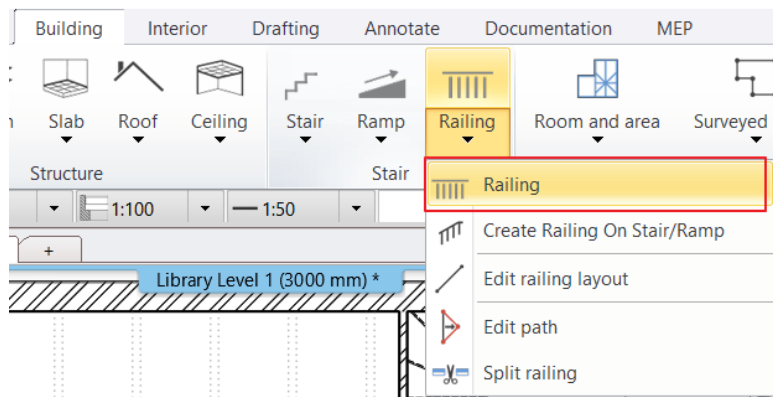 Building Interior Drafting Annotate Documentation MEP
Slab Roof Ceiling Stair Ramp Railing Room and area Surveyed
Structure Stair
Railing
1:100 1:50
Create Railing On Stair/Ramp
+
Library Level 1 (3000 mm) *
Edit railing layout
Edit path
Split railing